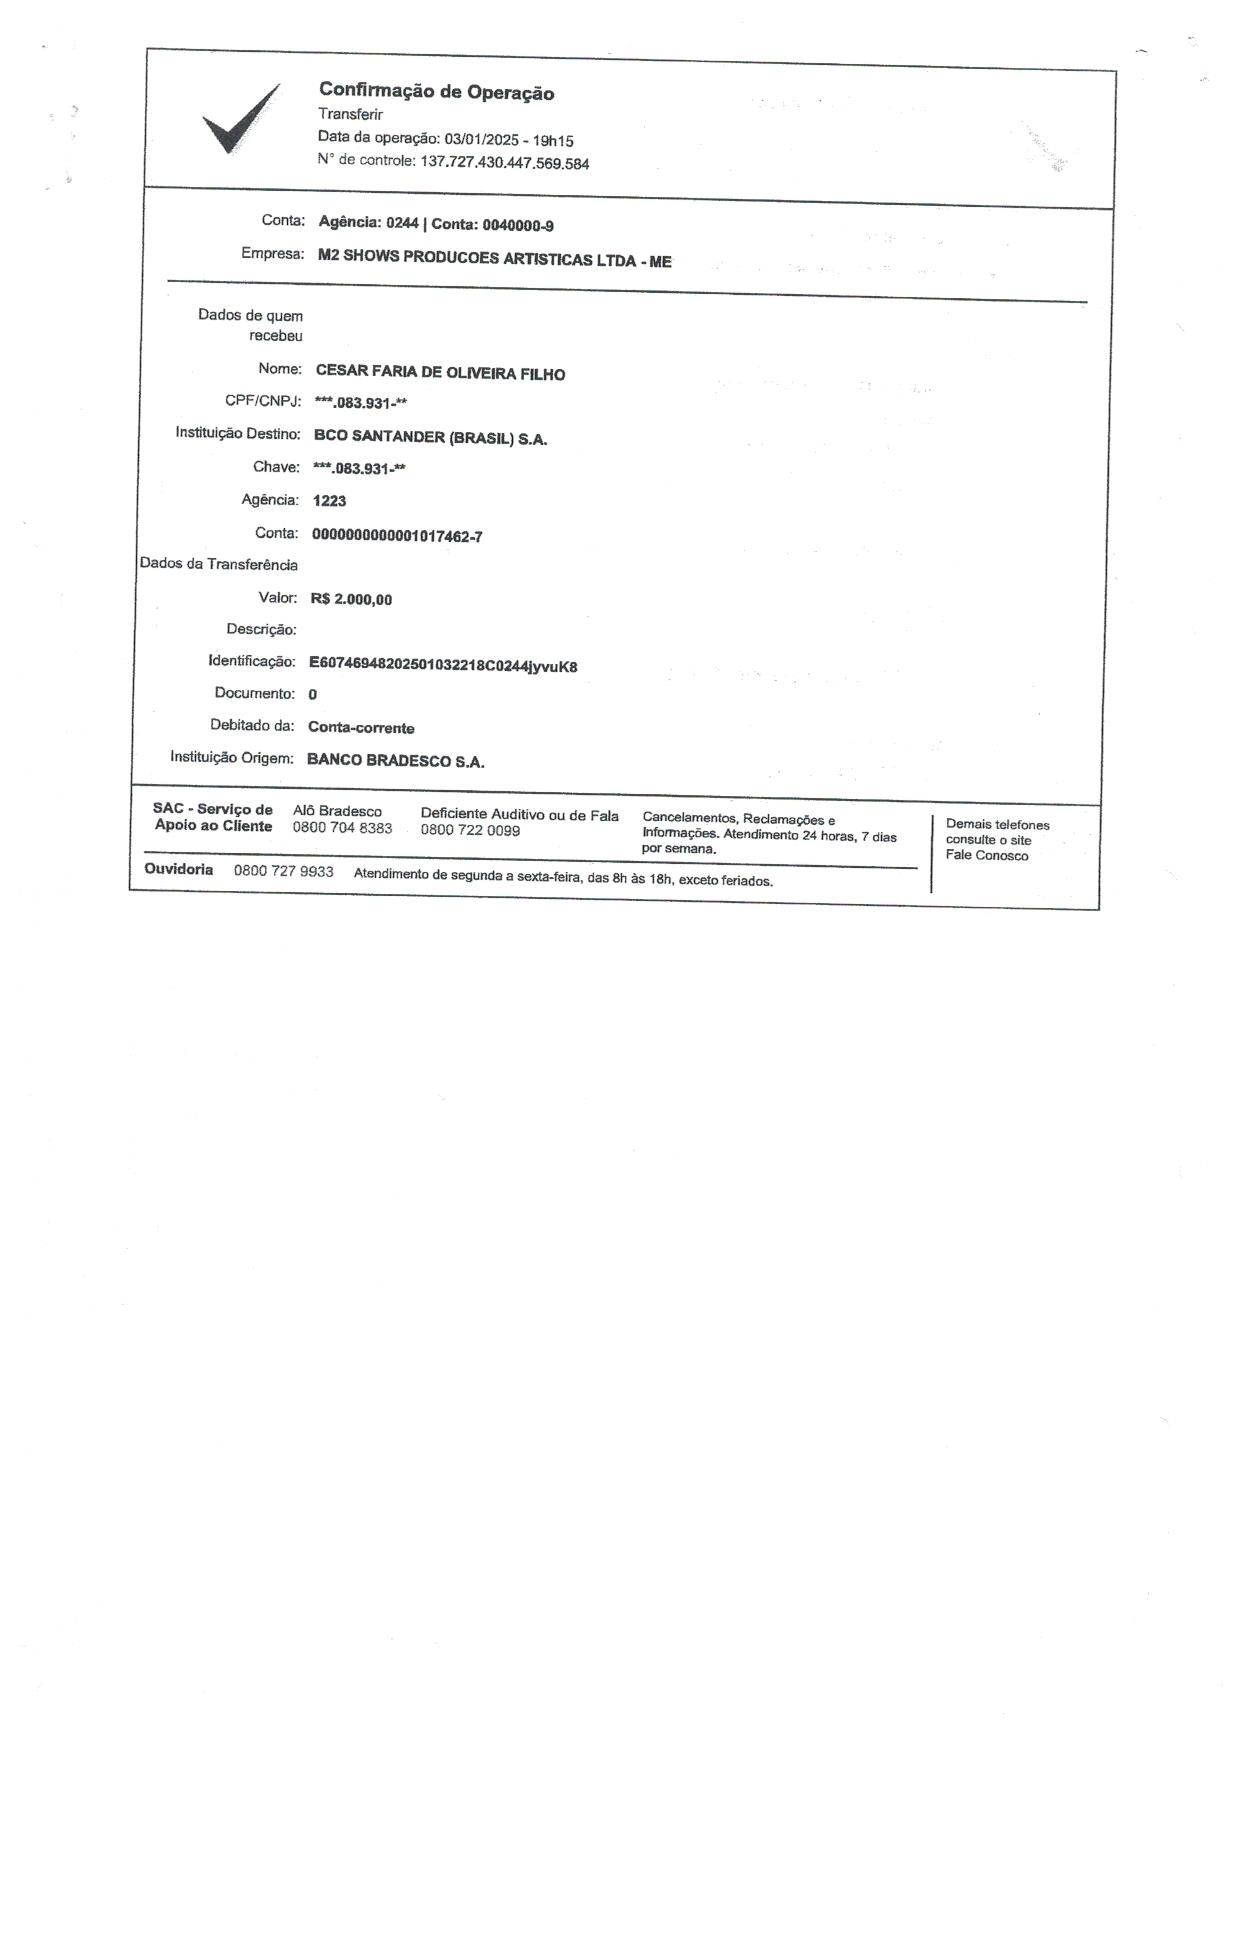 Confirmação de Operação
Transferir
Data da operação: 03/01/2025 - 19h15
N° de controle: 137.727.430.447.569.584
Conta: Agência: 0244 | Conta: 0040000-9
Empresa: M2 SHOWS PRODUCOES ARTISTICAS LTDA - ME
Dados de quem
recebeu
Nome: CESAR FARIA DE OLIVEIRA FILHO
CPF/CNPJ: ***.083.931-**
Instituição Destino: BCO SANTANDER (BRASIL) S.A.
Chave: ***.083.931-**
Agência: 1223
Conta: 0000000000001017462-7
Dados da Transferência
Valor: R$ 2.000,00
Descrição:
Identificação: E60746948202501032218C0244jyvuK8
Documento: 0
Debitado da: Conta-corrente
Instituição Origem: BANCO BRADESCO S.A.
SAC - Serviço de
Apoio ao Cliente
Alô Bradesco
0800 704 8383
Deficiente Auditivo ou de Fala
0800 722 0099
Cancelamentos, Reclamações e
Informações. Atendimento 24 horas, 7 dias
por semana.
Demais telefones
consulte o site
Fale Conosco
Ouvidoria 0800 727 9933 Atendimento de segunda a sexta-feira, das 8h às 18h, exceto feriados.